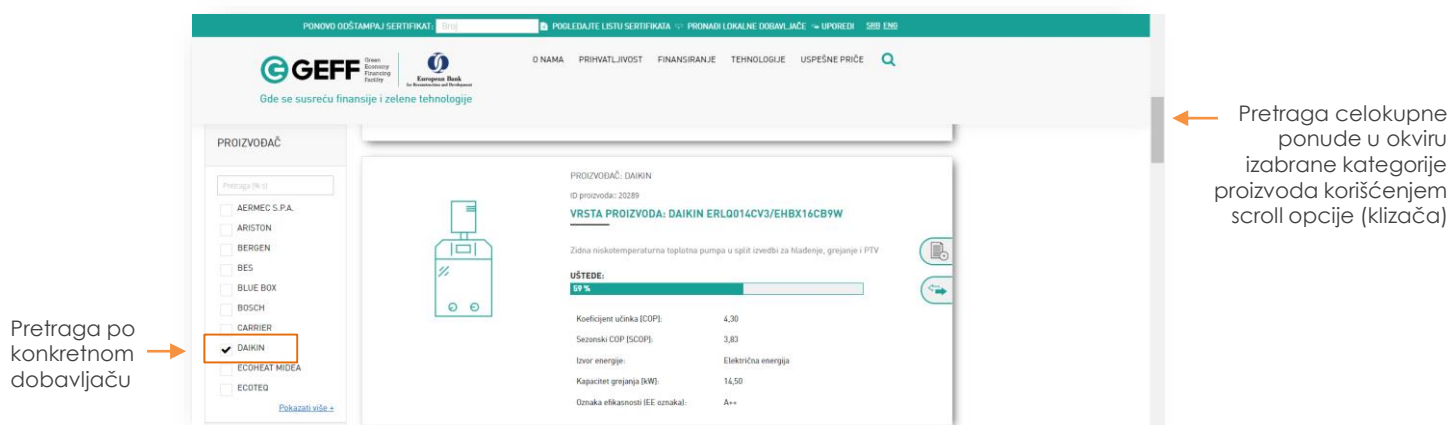 PONOVO ODŠTAMPAJ SERTIFIKAT: Broj POGLEDAJTE LISTU SERTIFIKATA PRONAĐI LOKALNE DOBAVLJAČE UPOREDI SRB ENG
GEFF Green Economy Financing Facility
European Bank
for Reconstruction and Development
O NAMA PRIHVATLJIVOST FINANSIRANJE TEHNOLOGIJE USPEŠNE PRIČE
Gde se susreću finansije i zelene tehnologije
PROIZVOĐAČ
AERMEC S.P.A.
ARISTON
BERGEN
BES
BLUE BOX
BOSCH
CARRIER
DAIKIN
ECOHEAT MIDEA
ECOTEQ
Pokazati više +
PROIZVOĐAČ: DAIKIN
ID proizvoda: 20289
VRSTA PROIZVODA: DAIKIN ERLQ014CV3/EHBX16CB9W
Zidna niskotemperaturna toplotna pumpa u split izvedbi za hlađenje, grejanje i PTV
UŠTEDE:
59 %
Koeficijent učinka [COP]: 4,30
Sezonski COP [SCOP]: 3,83
Izvor energije: Električna energija
Kapacitet grejanja [kW]: 14,50
Oznaka efikasnosti (EE oznaka): A++
Pretraga po
konkretnom
dobavljaču
Pretraga celokupne
ponude u okviru
izabrane kategorije
proizvoda korišćenjem
scroll opcije (klizača)